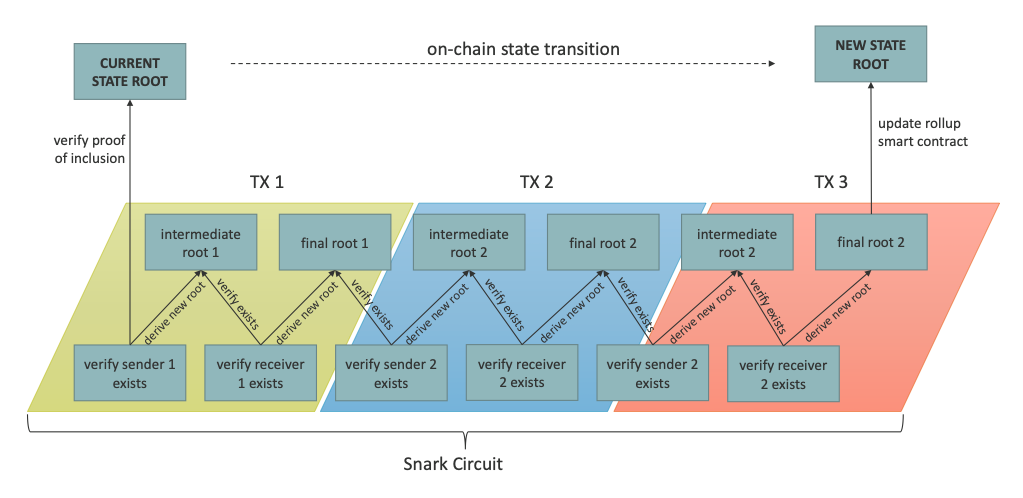 on-chain state transition
CURRENT
STATE ROOT
NEW STATE
ROOT
verify proof
of inclusion
update rollup
smart contract
TX 1
TX 2
TX 3
intermediate
root 1
final root 1
intermediate
root 2
final root 2
intermediate
root 2
final root 2
derive new root
verify exists
derive new root
verify exists
derive new root
verify exists
derive new root
verify exists
derive new root
verify exists
derive new root
verify sender 1
exists
verify receiver
1 exists
verify sender 2
exists
verify receiver
2 exists
verify sender 2
exists
verify receiver
2 exists
Snark Circuit